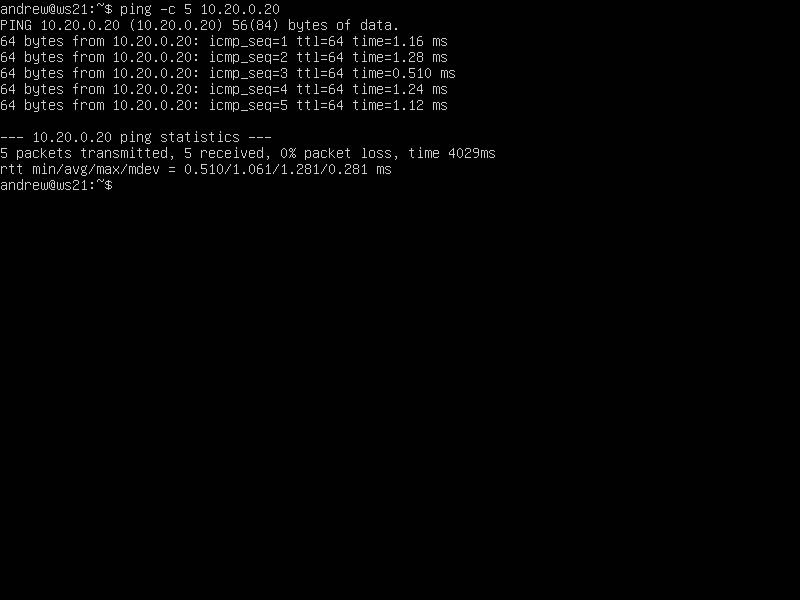 andrew@ws21:~$ ping -c 5 10.20.0.20
PING 10.20.0.20 (10.20.0.20) 56(84) bytes of data.
64 bytes from 10.20.0.20: icmp_seq=1 ttl=64 time=1.16 ms
64 bytes from 10.20.0.20: icmp_seq=2 ttl=64 time=1.28 ms
64 bytes from 10.20.0.20: icmp_seq=3 ttl=64 time=0.510 ms
64 bytes from 10.20.0.20: icmp_seq=4 ttl=64 time=1.24 ms
64 bytes from 10.20.0.20: icmp_seq=5 ttl=64 time=1.12 ms

--- 10.20.0.20 ping statistics ---
5 packets transmitted, 5 received, 0% packet loss, time 4029ms
rtt min/avg/max/mdev = 0.510/1.061/1.281/0.281 ms
andrew@ws21:~$